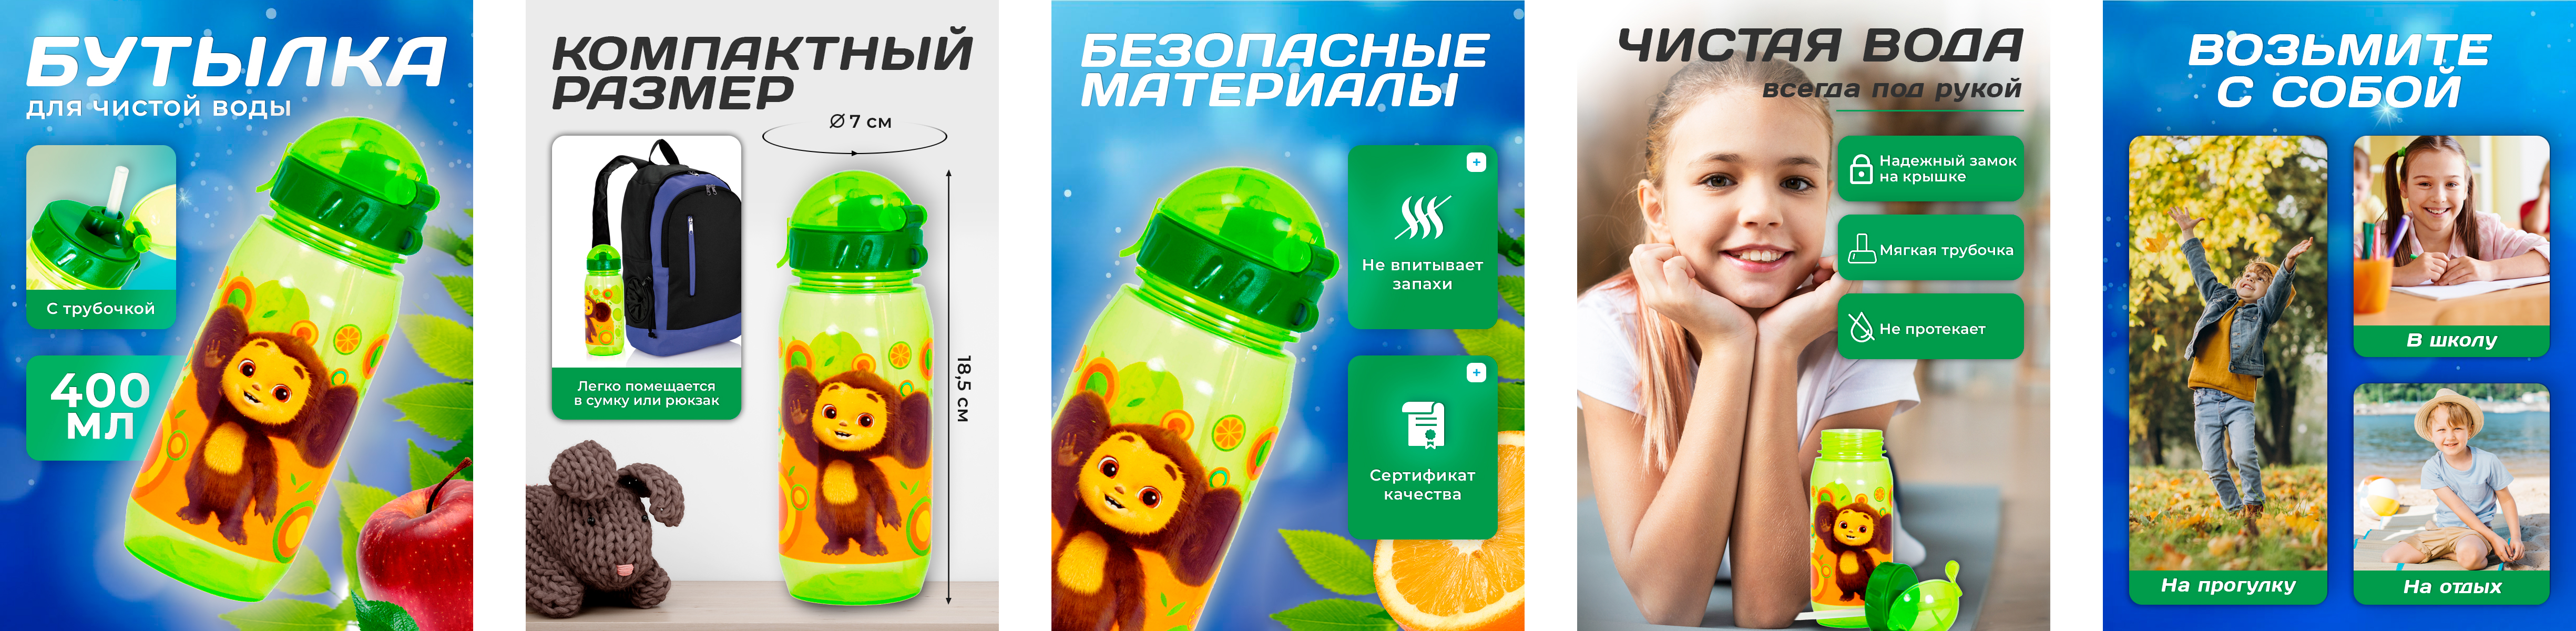 БУТЫЛКА
для чистой воды
С трубочкой
400
МЛ
КОМПАКТНЫЙ
РАЗМЕР
Ø 7 см
Легко помещается
в сумку или рюкзак
18,5 см
БЕЗОПАСНЫЕ
МАТЕРИАЛЫ
+
Не впитывает
запахи
+
Сертификат
качества
ЧИСТАЯ ВОДА
всегда под рукой
Надежный замок
на крышке
Мягкая трубочка
Не протекает
ВОЗЬМИТЕ
С СОБОЙ
В школу
На прогулку
На отдых